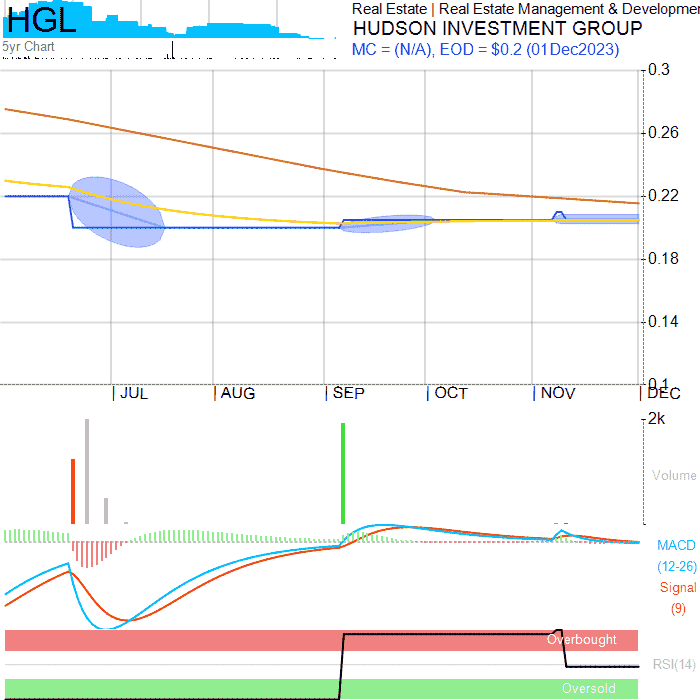 HGL
Real Estate | Real Estate Management & Developmen
HUDSON INVESTMENT GROUP
5yr Chart
MC = (N/A), EOD = $0.2 (01Dec2023)
0.3
0.26
0.22
0.18
0.14
0.1
JUL AUG SEP OCT NOV DEC
2k
Volume
MACD
(12-26)
Signal
(9)
Overbought
RSI(14)
Oversold